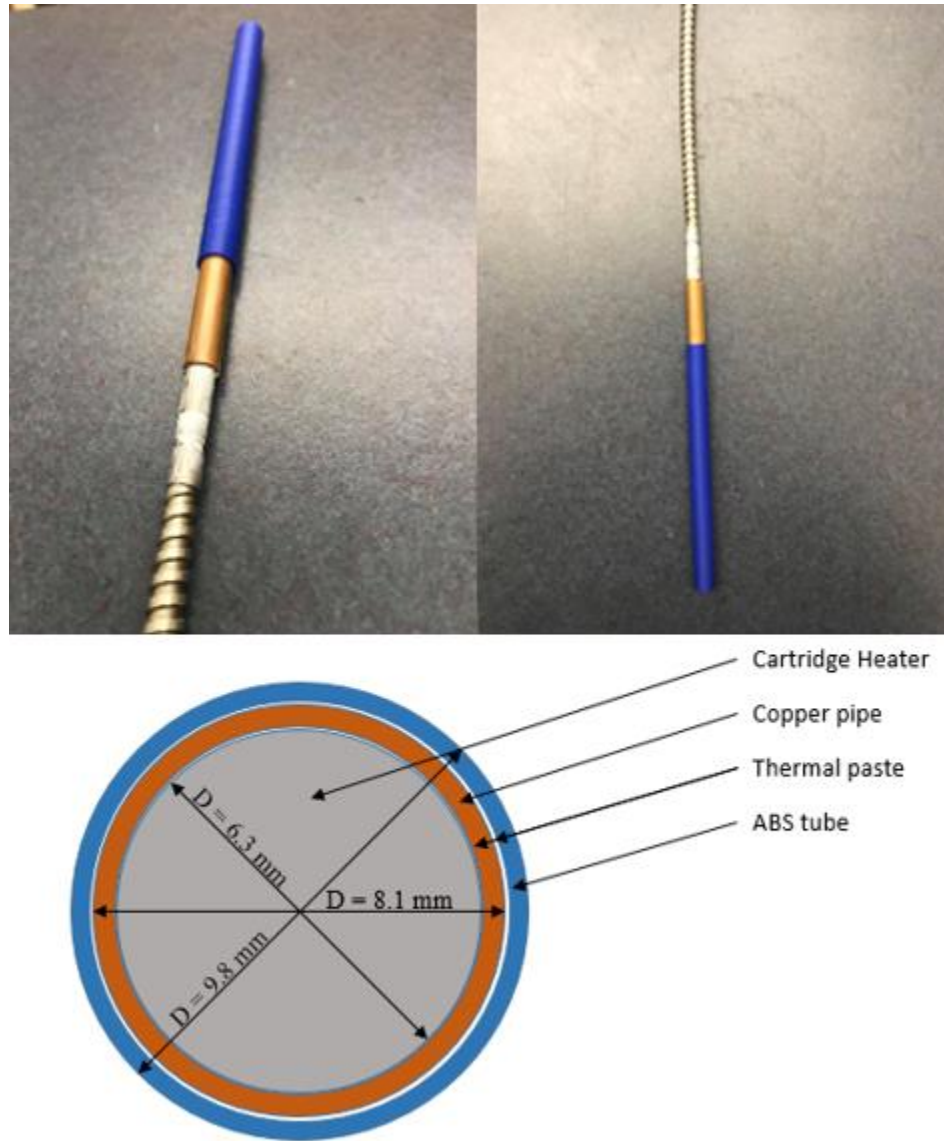 Cartridge Heater
Copper pipe
Thermal paste
ABS tube
D = 6.3 mm
D = 8.1 mm
D = 9.8 mm